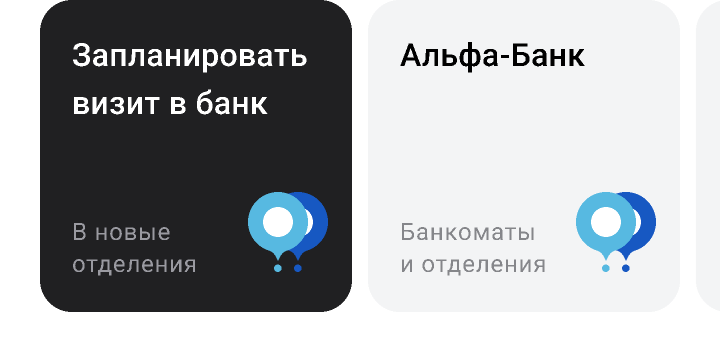 Запланировать
визит в банк
В новые
отделения
Альфа-Банк
Банкоматы
и отделения